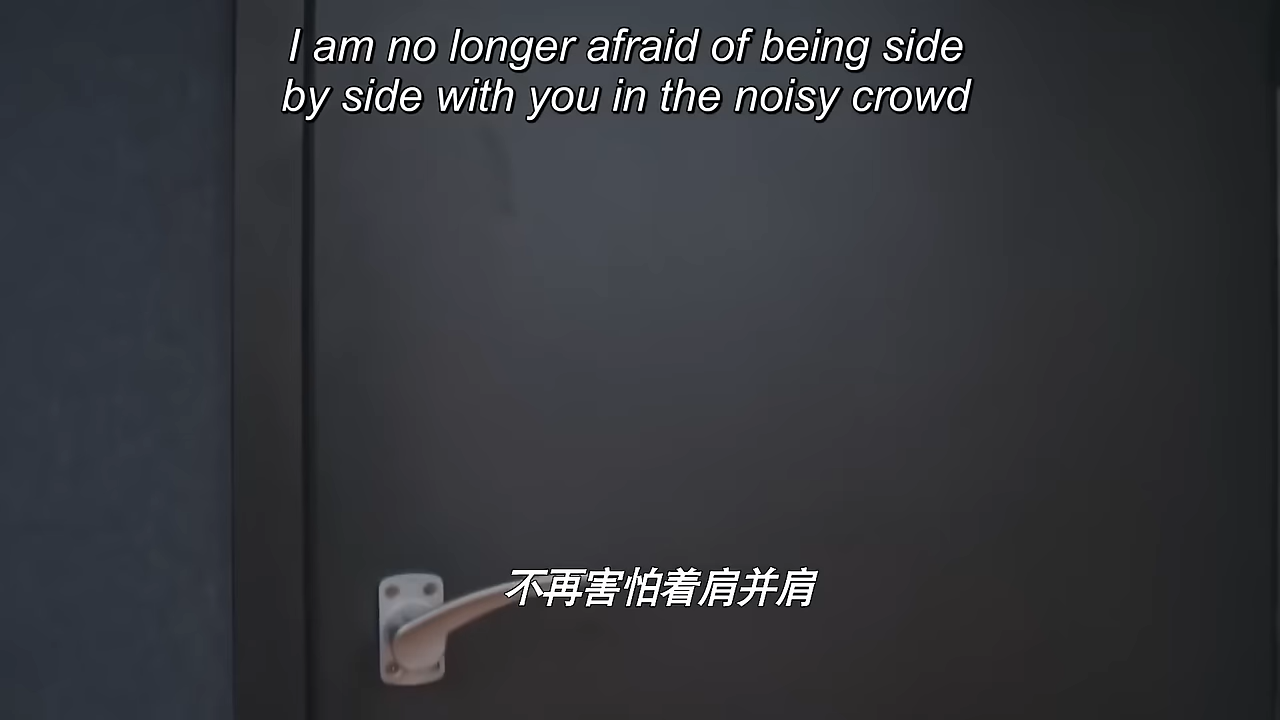 I am no longer afraid of being side
by side with you in the noisy crowd
不再害怕着肩并肩